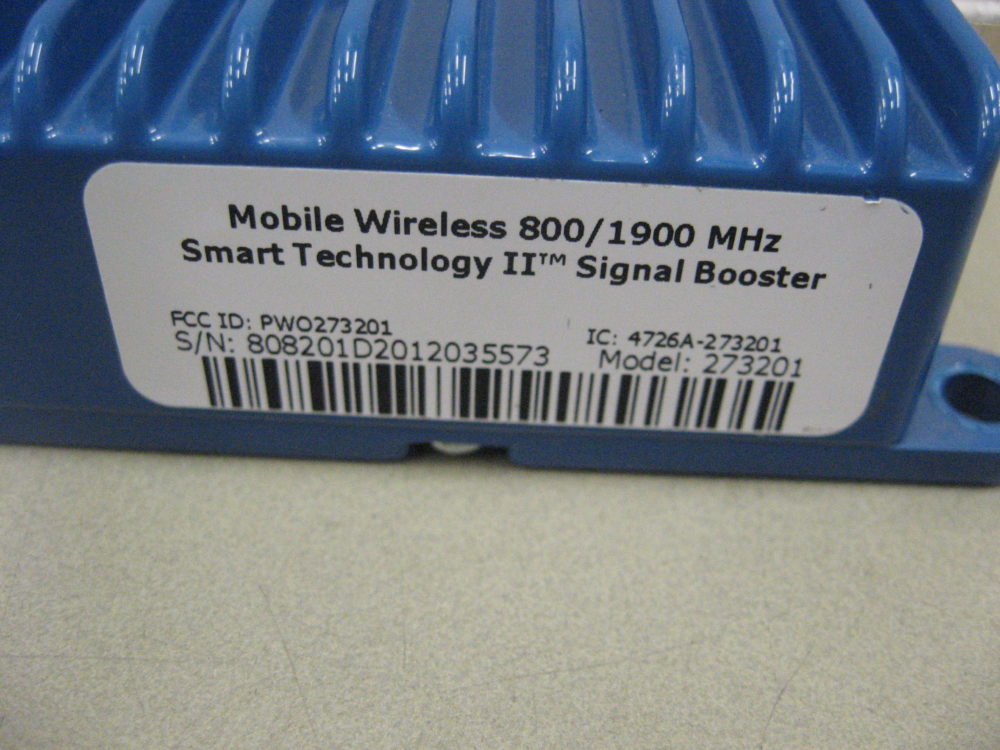 Mobile Wireless 800/1900 MHz
Smart Technology II™ Signal Booster
FCC ID: PWO273201
IC: 4726A-273201
S/N: 808201D2012035573
Model: 273201